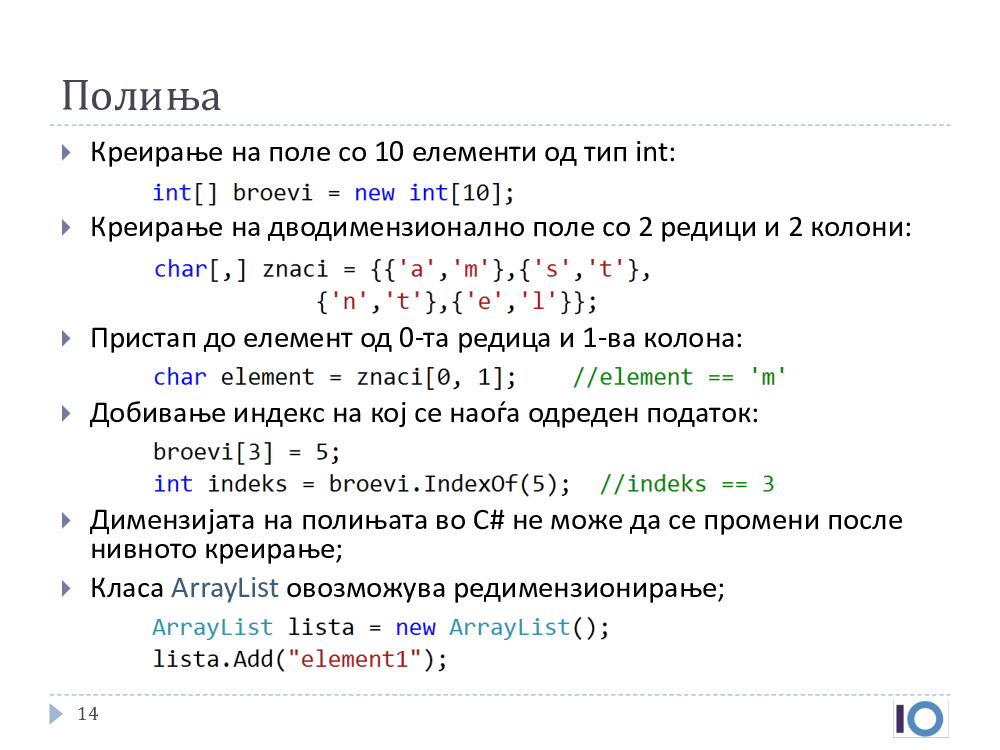 Полиња
Креирање на поле со 10 елементи од тип int:
int[] broevi = new int[10];
Креирање на дводимензионално поле со 2 редици и 2 колони:
char[,] znaci = {{'a','m'},{'s','t'},
{'n','t'},{'e','l'}};
Пристап до елемент од 0-та редица и 1-ва колона:
char element = znaci[0, 1];    //element == 'm'
Добивање индекс на кој се наоѓа одреден податок:
broevi[3] = 5;
int indeks = broevi.IndexOf(5);  //indeks == 3
Димензијата на полињата во C# не може да се промени после
нивното креирање;
Класа ArrayList овозможува редимензионирање;
ArrayList lista = new ArrayList();
lista.Add("element1");
14
IO